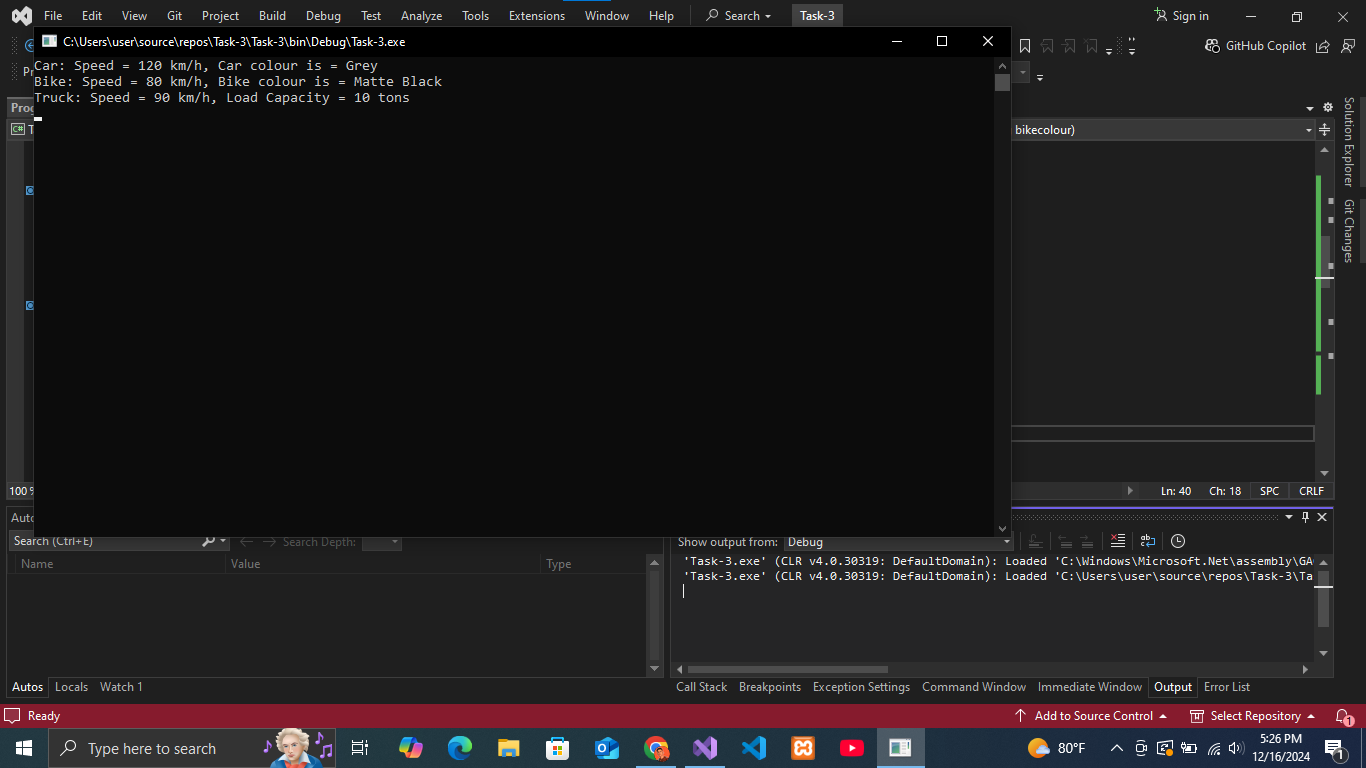 File Edit View Git Project Build Debug Test Analyze Tools Extensions Window Help Search Task-3 Sign in
C:\Users\user\source\repos\Task-3\Task-3\bin\Debug\Task-3.exe
GitHub Copilot
Car: Speed = 120 km/h, Car colour is = Grey
Bike: Speed = 80 km/h, Bike colour is = Matte Black
Truck: Speed = 90 km/h, Load Capacity = 10 tons
bikecolour)
Solution Explorer
Git Changes
100 %
Ln: 40 Ch: 18 SPC CRLF
Search (Ctrl+E) Search Depth:
Name Value Type
Show output from: Debug
'Task-3.exe' (CLR v4.0.30319: DefaultDomain): Loaded 'C:\Windows\Microsoft.Net\assembly\GA
'Task-3.exe' (CLR v4.0.30319: DefaultDomain): Loaded 'C:\Users\user\source\repos\Task-3\Ta
Autos Locals Watch 1
Call Stack Breakpoints Exception Settings Command Window Immediate Window Output Error List
Ready
Add to Source Control Select Repository 1
Type here to search
80°F
5:26 PM
12/16/2024
1